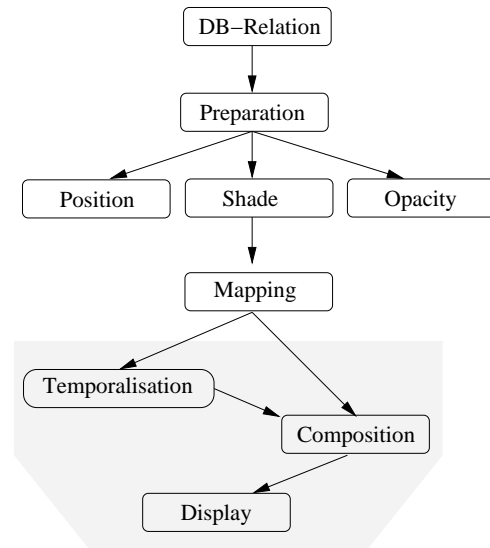 DB−Relation
Preparation
Position
Shade
Opacity
Mapping
Temporalisation
Composition
Display